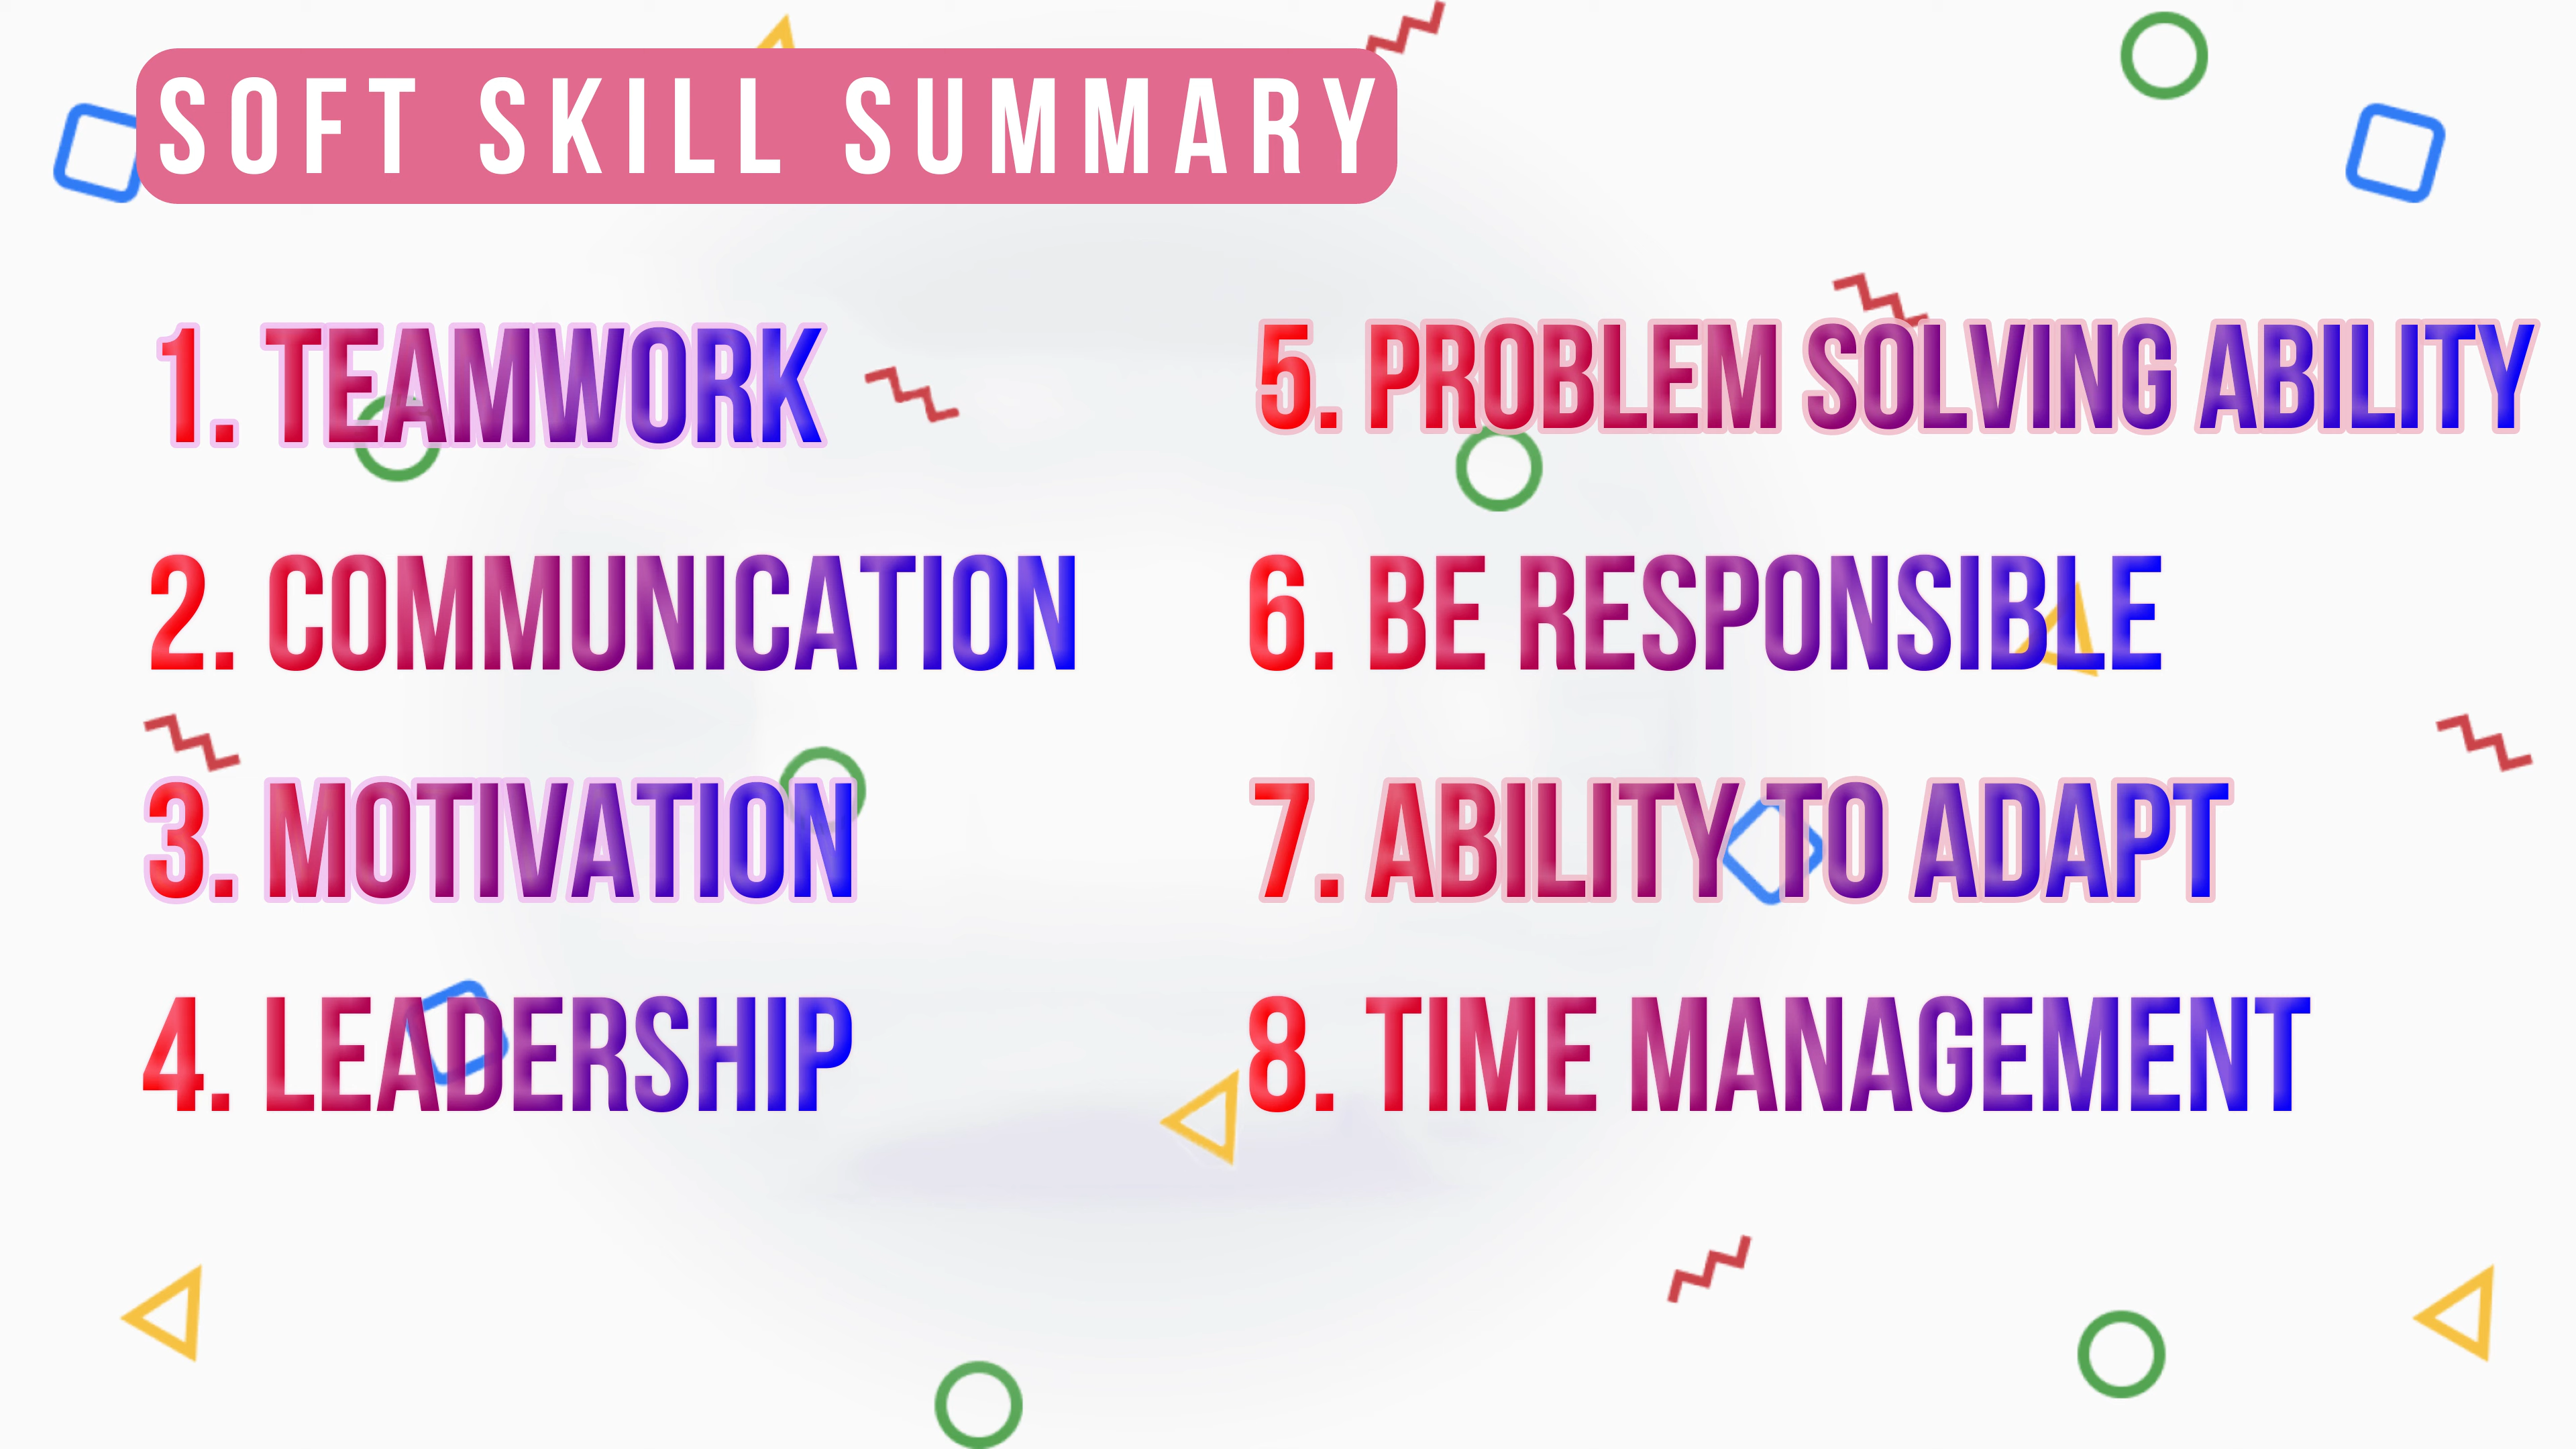 SOFT SKILL SUMMARY
1. TEAMWORK
2. COMMUNICATION
3. MOTIVATION
4. LEADERSHIP
5. PROBLEM SOLVING ABILITY
6. BE RESPONSIBLE
7. ABILITY TO ADAPT
8. TIME MANAGEMENT